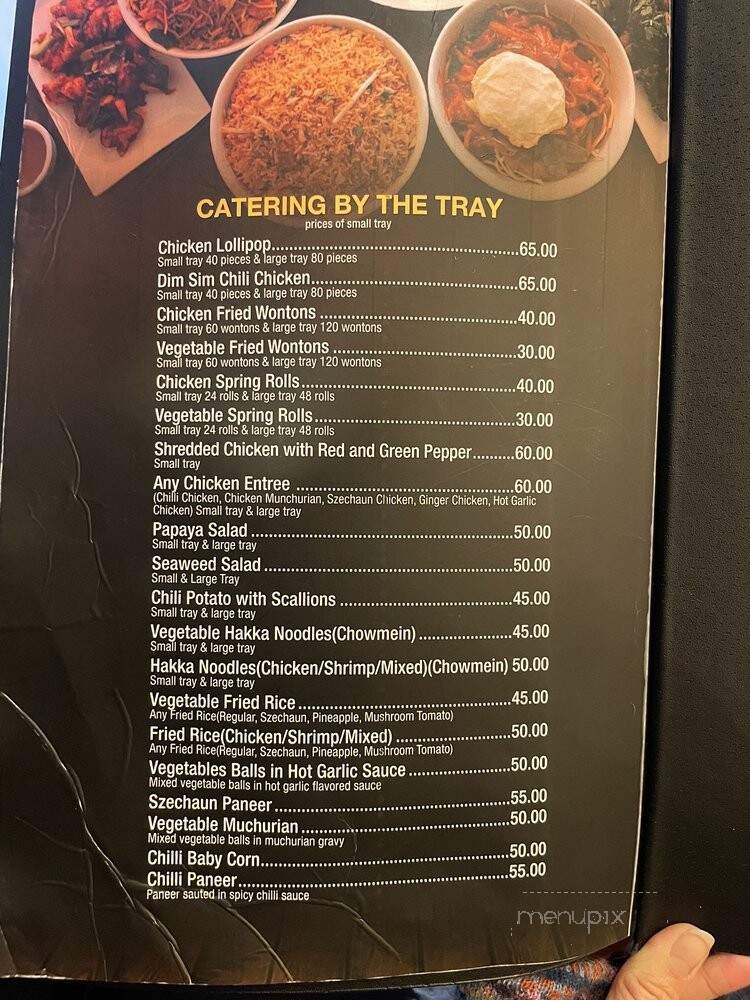 CATERING BY THE TRAY
prices of small tray
Chicken Lollipop....................................................65.00
Small tray 40 pieces & large tray 80 pieces
Dim Sim Chili Chicken............................................65.00
Small tray 40 pieces & large tray 80 pieces
Chicken Fried Wontons ..........................................40.00
Small tray 60 wontons & large tray 120 wontons
Vegetable Fried Wontons .......................................30.00
Small tray 60 wontons & large tray 120 wontons
Chicken Spring Rolls..............................................40.00
Small tray 24 rolls & large tray 48 rolls
Vegetable Spring Rolls...........................................30.00
Small tray 24 rolls & large tray 48 rolls
Shredded Chicken with Red and Green Pepper........60.00
Small tray
Any Chicken Entree ...............................................60.00
(Chilli Chicken, Chicken Munchurian, Szechaun Chicken, Ginger Chicken, Hot Garlic
Chicken) Small tray & large tray
Papaya Salad ........................................................50.00
Small tray & large tray
Seaweed Salad ......................................................50.00
Small & Large Tray
Chili Potato with Scallions .....................................45.00
Small tray & large tray
Vegetable Hakka Noodles(Chowmein) ....................45.00
Small tray & large tray
Hakka Noodles(Chicken/Shrimp/Mixed)(Chowmein) 50.00
Small tray & large tray
Vegetable Fried Rice ..............................................45.00
Any Fried Rice(Regular, Szechaun, Pineapple, Mushroom Tomato)
Fried Rice(Chicken/Shrimp/Mixed) .........................50.00
Any Fried Rice(Regular, Szechaun, Pineapple, Mushroom Tomato)
Vegetables Balls in Hot Garlic Sauce ......................50.00
Mixed vegetable balls in hot garlic flavored sauce
Szechaun Paneer ...................................................55.00
Vegetable Muchurian .............................................50.00
Mixed vegetable balls in muchurian gravy
Chilli Baby Corn.....................................................50.00
Chilli Paneer..........................................................55.00
Paneer sauted in spicy chilli sauce
menupix